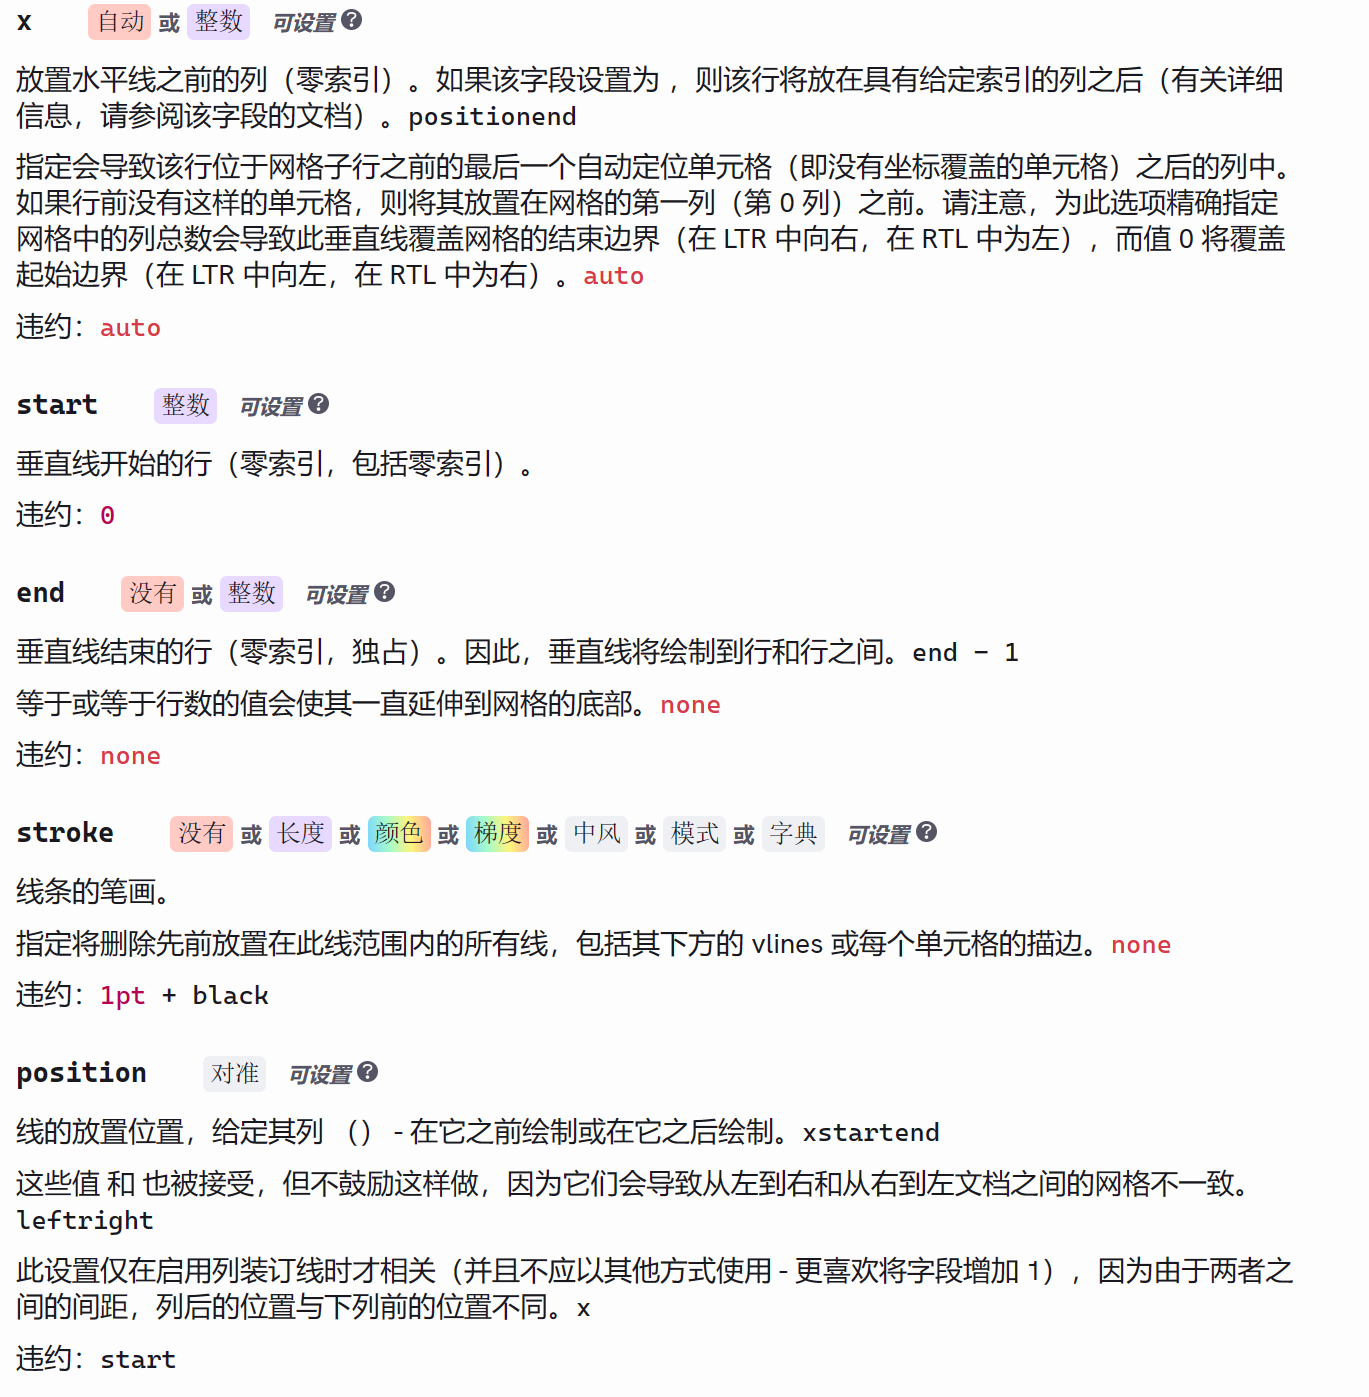 x 自动 或 整数 可设置 ?
放置水平线之前的列（零索引）。如果该字段设置为 ，则该行将放在具有给定索引的列之后（有关详细
信息，请参阅该字段的文档）。positionend
指定会导致该行位于网格子行之前的最后一个自动定位单元格（即没有坐标覆盖的单元格）之后的列中。
如果行前没有这样的单元格，则将其放置在网格的第一列（第 0 列）之前。请注意，为此选项精确指定
网格中的列总数会导致此垂直线覆盖网格的结束边界（在 LTR 中向右，在 RTL 中为左），而值 0 将覆盖
起始边界（在 LTR 中向左，在 RTL 中为右）。auto
违约：auto
start 整数 可设置 ?
垂直线开始的行（零索引，包括零索引）。
违约：0
end 没有 或 整数 可设置 ?
垂直线结束的行（零索引，独占）。因此，垂直线将绘制到行和行之间。end - 1
等于或等于行数的值会使其一直延伸到网格的底部。none
违约：none
stroke 没有 或 长度 或 颜色 或 梯度 或 中风 或 模式 或 字典 可设置 ?
线条的笔画。
指定将删除先前放置在此线范围内的所有线，包括其下方的 vlines 或每个单元格的描边。none
违约：1pt + black
position 对准 可设置 ?
线的放置位置，给定其列 （） - 在它之前绘制或在它之后绘制。xstartend
这些值 和 也被接受，但不鼓励这样做，因为它们会导致从左到右和从右到左文档之间的网格不一致。
leftright
此设置仅在启用列装订线时才相关（并且不应以其他方式使用 - 更喜欢将字段增加 1），因为由于两者之
间的间距，列后的位置与下列前的位置不同。x
违约：start